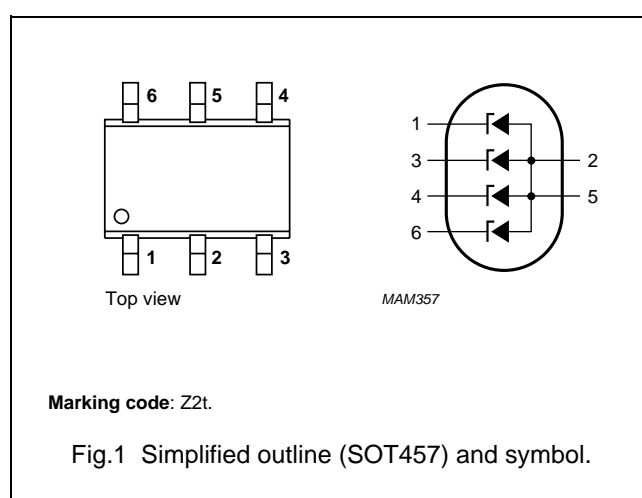 6 5 4
1 2 3
Top view
1
3 2
4 5
6
MAM357
Marking code: Z2t.
Fig.1 Simplified outline (SOT457) and symbol.